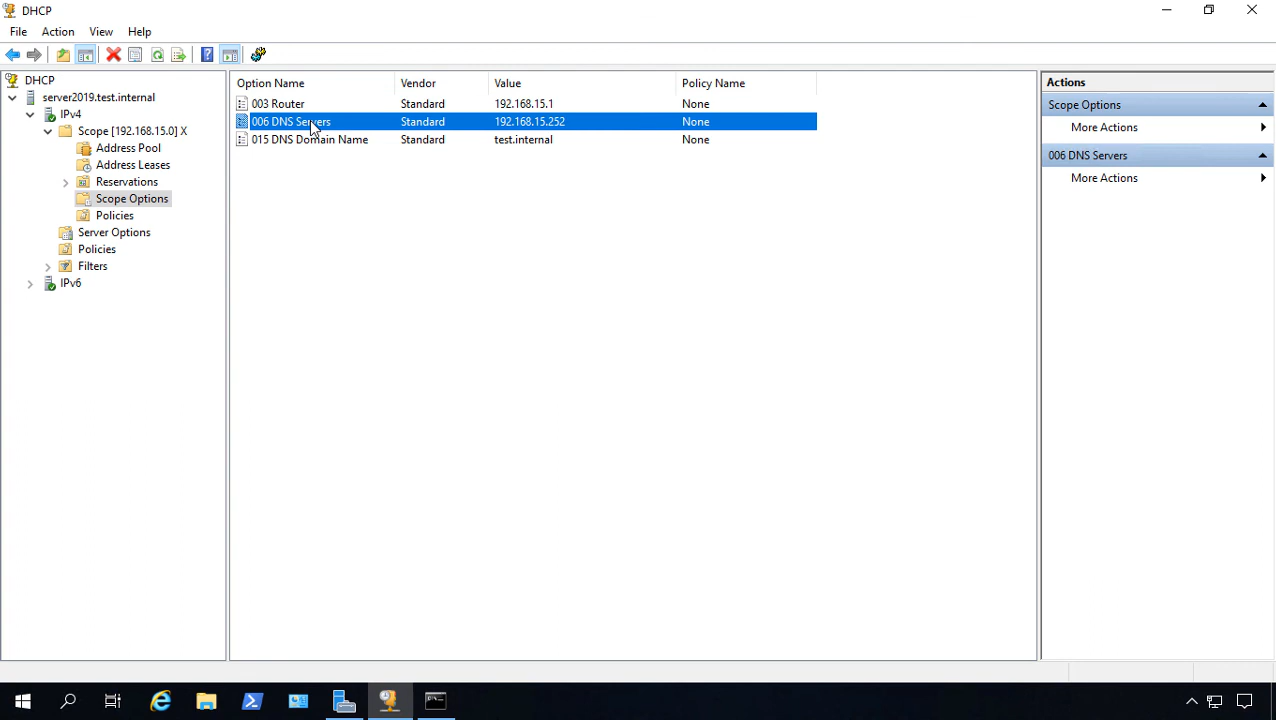 DHCP
File Action View Help
DHCP
server2019.test.internal
IPv4
Scope [192.168.15.0] X
Address Pool
Address Leases
Reservations
Scope Options
Policies
Server Options
Policies
Filters
IPv6
Option Name Vendor Value Policy Name
003 Router Standard 192.168.15.1 None
006 DNS Servers Standard 192.168.15.252 None
015 DNS Domain Name Standard test.internal None
Actions
Scope Options
More Actions
006 DNS Servers
More Actions